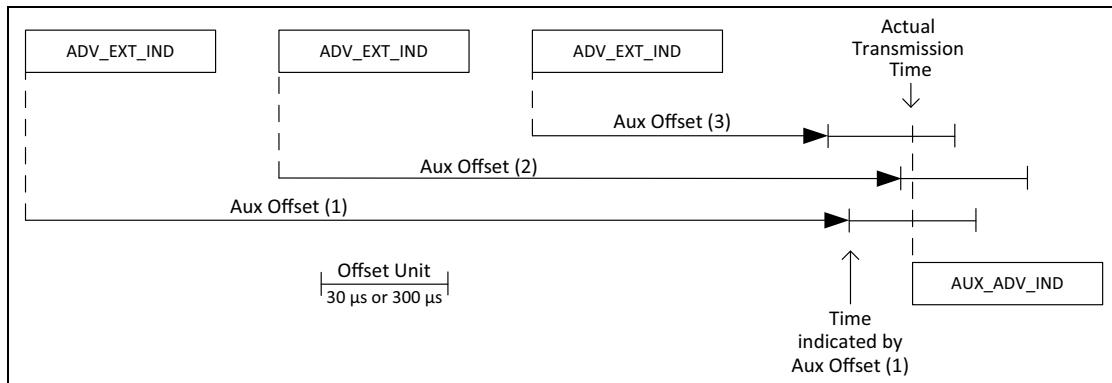 ADV_EXT_IND
ADV_EXT_IND
ADV_EXT_IND
Actual
Transmission
Time
Aux Offset (3)
Aux Offset (2)
Aux Offset (1)
Offset Unit
30 µs or 300 µs
AUX_ADV_IND
Time
indicated by
Aux Offset (1)